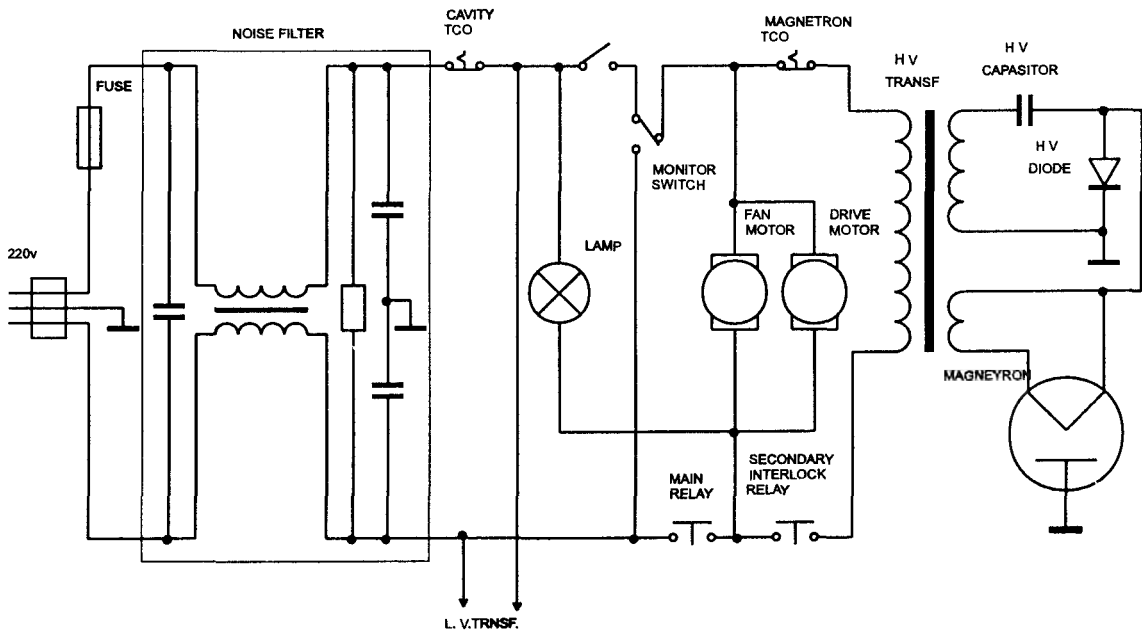 CAVITY
TCO
MAGNETRON
TCO
NOISE FILTER
H V
TRANSF
H V
CAPASITOR
FUSE
H V
DIODE
MONITOR
SWITCH
FAN
MOTOR
DRIVE
MOTOR
LAMP
220v
MAGNEYRON
MAIN
RELAY
SECONDARY
INTERLOCK
RELAY
L. V.TRNSF.